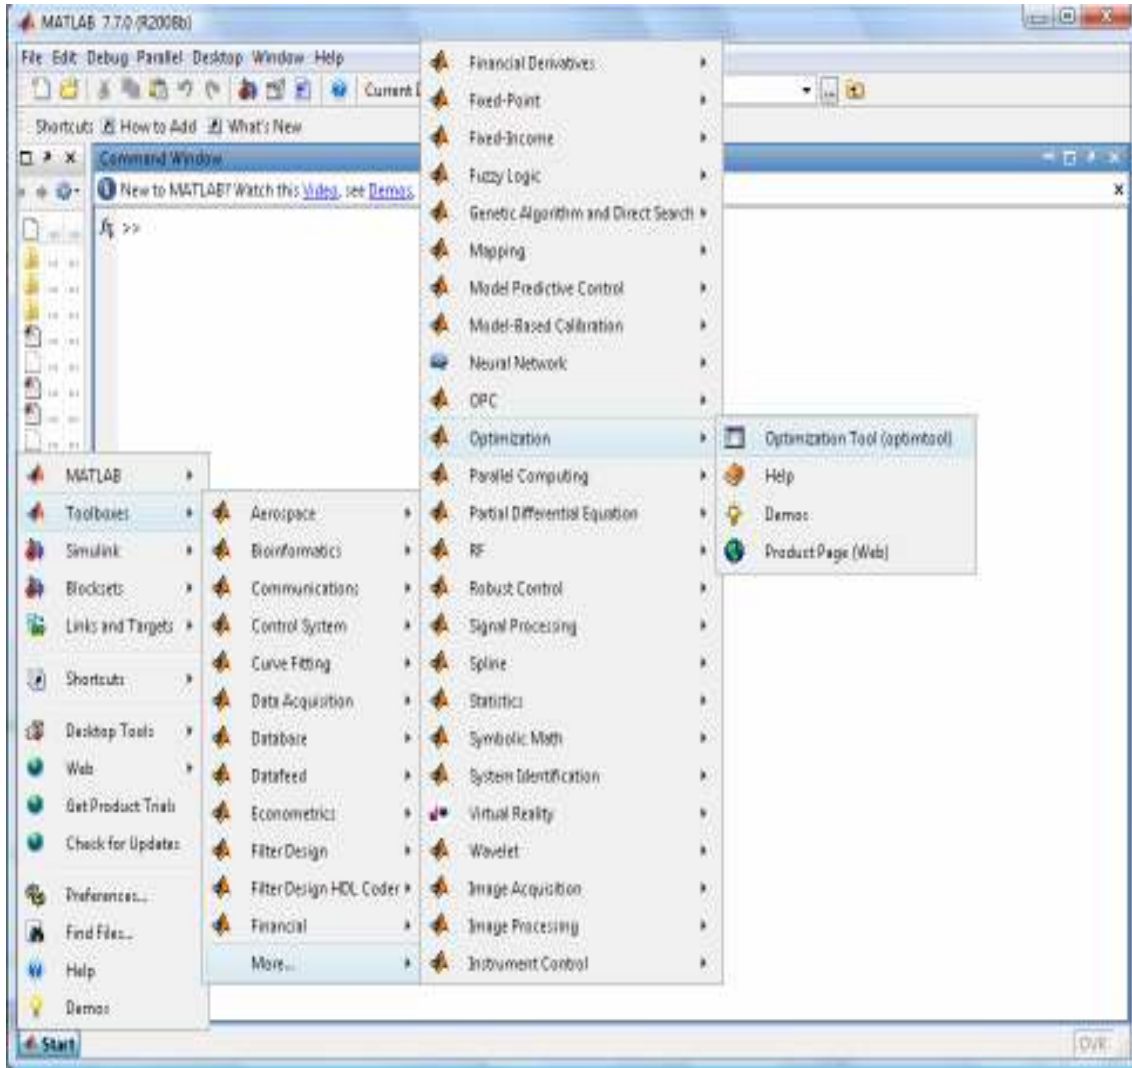 MATLAB 7.7.0 (R2008b)
File Edit Debug Parallel Desktop Window Help
Current D
Shortcuts How to Add What's New
Command Window
New to MATLAB? Watch this Video, see Demos,
>>
Financial Derivatives
Fixed-Point
Fixed-Income
Fuzzy Logic
Genetic Algorithm and Direct Search
Mapping
Model Predictive Control
Model-Based Calibration
Neural Network
OPC
Optimization
Parallel Computing
Partial Differential Equation
RF
Robust Control
Signal Processing
Spline
Statistics
Symbolic Math
System Identification
Virtual Reality
Wavelet
Image Acquisition
Image Processing
Instrument Control
Optimization Tool (optimtool)
Help
Demos
Product Page (Web)
MATLAB
Toolboxes
Simulink
Blocksets
Links and Targets
Shortcuts
Desktop Tools
Web
Get Product Trials
Check for Updates
Preferences...
Find Files...
Help
Demos
Aerospace
Bioinformatics
Communications
Control System
Curve Fitting
Data Acquisition
Database
Datafeed
Econometrics
Filter Design
Filter Design HDL Coder
Financial
More...
Start
OVR